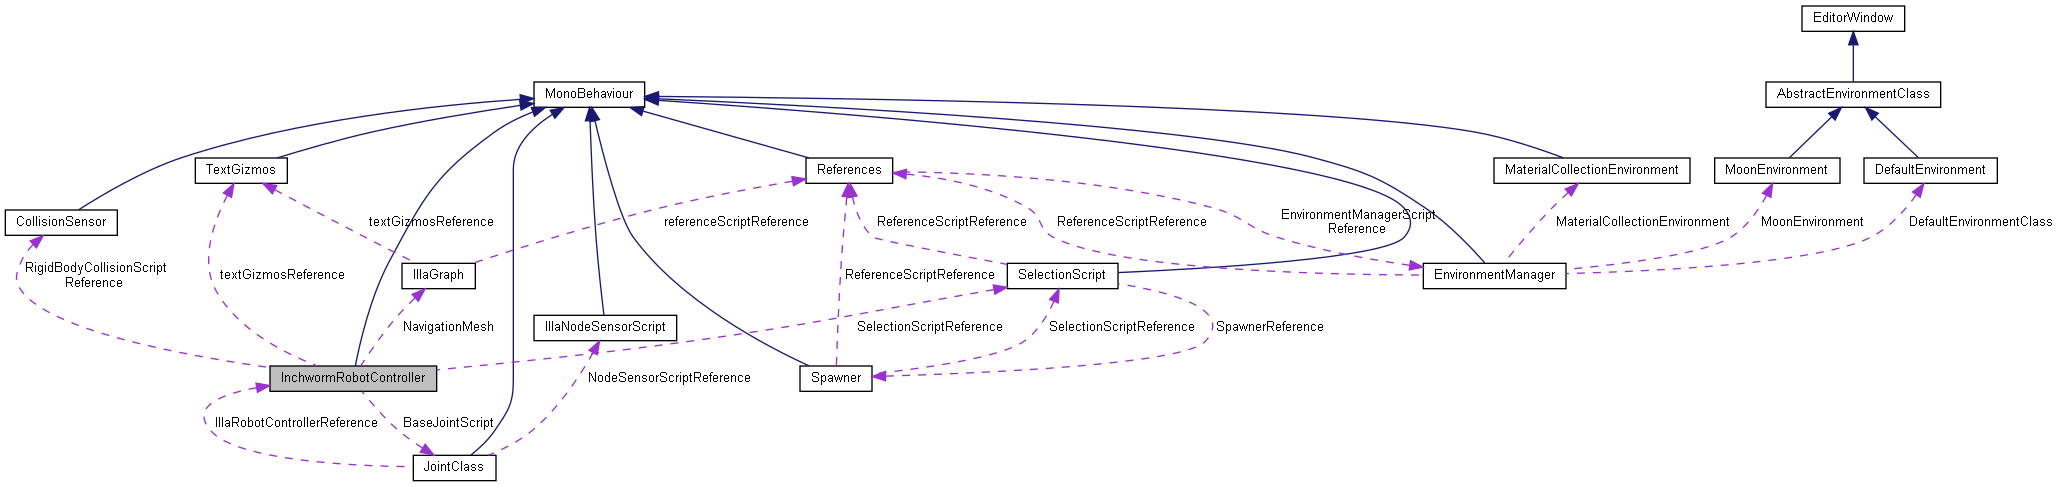 EditorWindow
MonoBehaviour
AbstractEnvironmentClass
TextGizmos
References
MaterialCollectionEnvironment
MoonEnvironment
DefaultEnvironment
CollisionSensor
textGizmosReference
referenceScriptReference
ReferenceScriptReference
ReferenceScriptReference
EnvironmentManagerScript
Reference
MaterialCollectionEnvironment
MoonEnvironment
DefaultEnvironmentClass
RigidBodyCollisionScript
Reference
textGizmosReference
IllaGraph
ReferenceScriptReference
SelectionScript
EnvironmentManager
NavigationMesh
IllaNodeSensorScript
SelectionScriptReference
SelectionScriptReference
SpawnerReference
InchwormRobotController
NodeSensorScriptReference
Spawner
IllaRobotControllerReference
BaseJointScript
JointClass